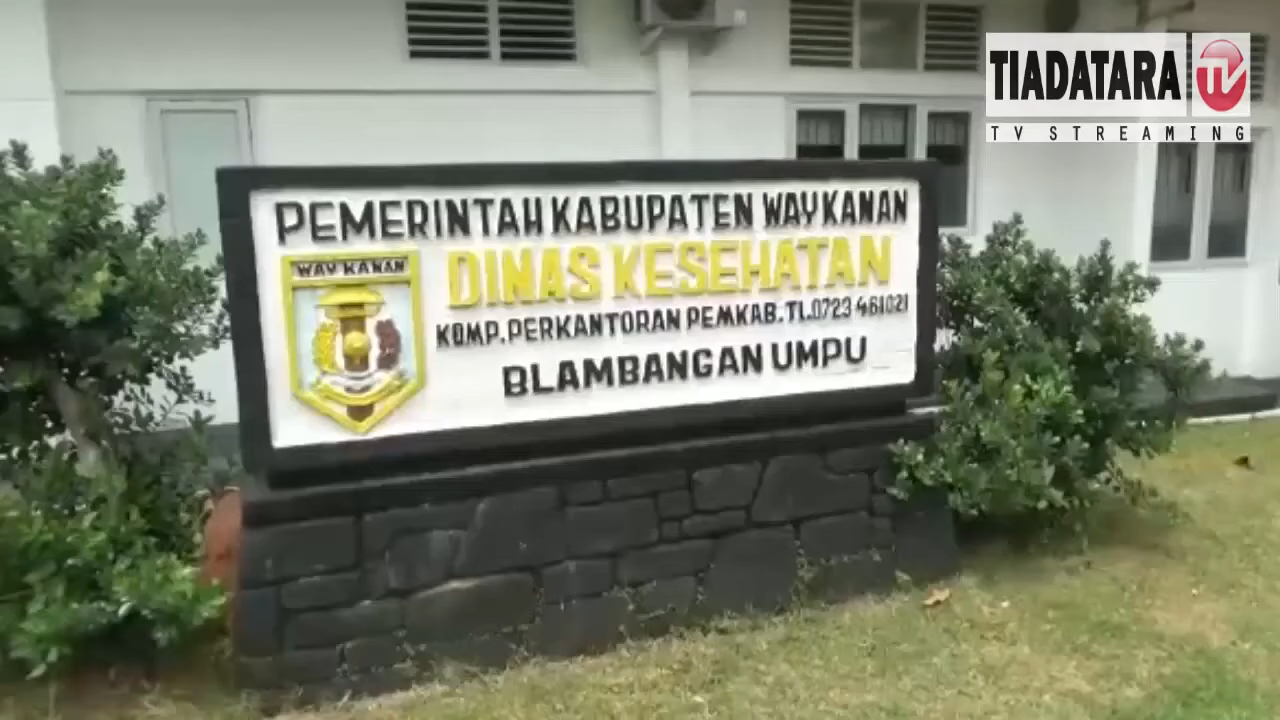 TIADATARA TV
TV STREAMING
PEMERINTAH KABUPATEN WAY KANAN
WAY KANAN
DINAS KESEHATAN
KOMP.PERKANTORAN PEMKAB.TL.0723 461021
BLAMBANGAN UMPU